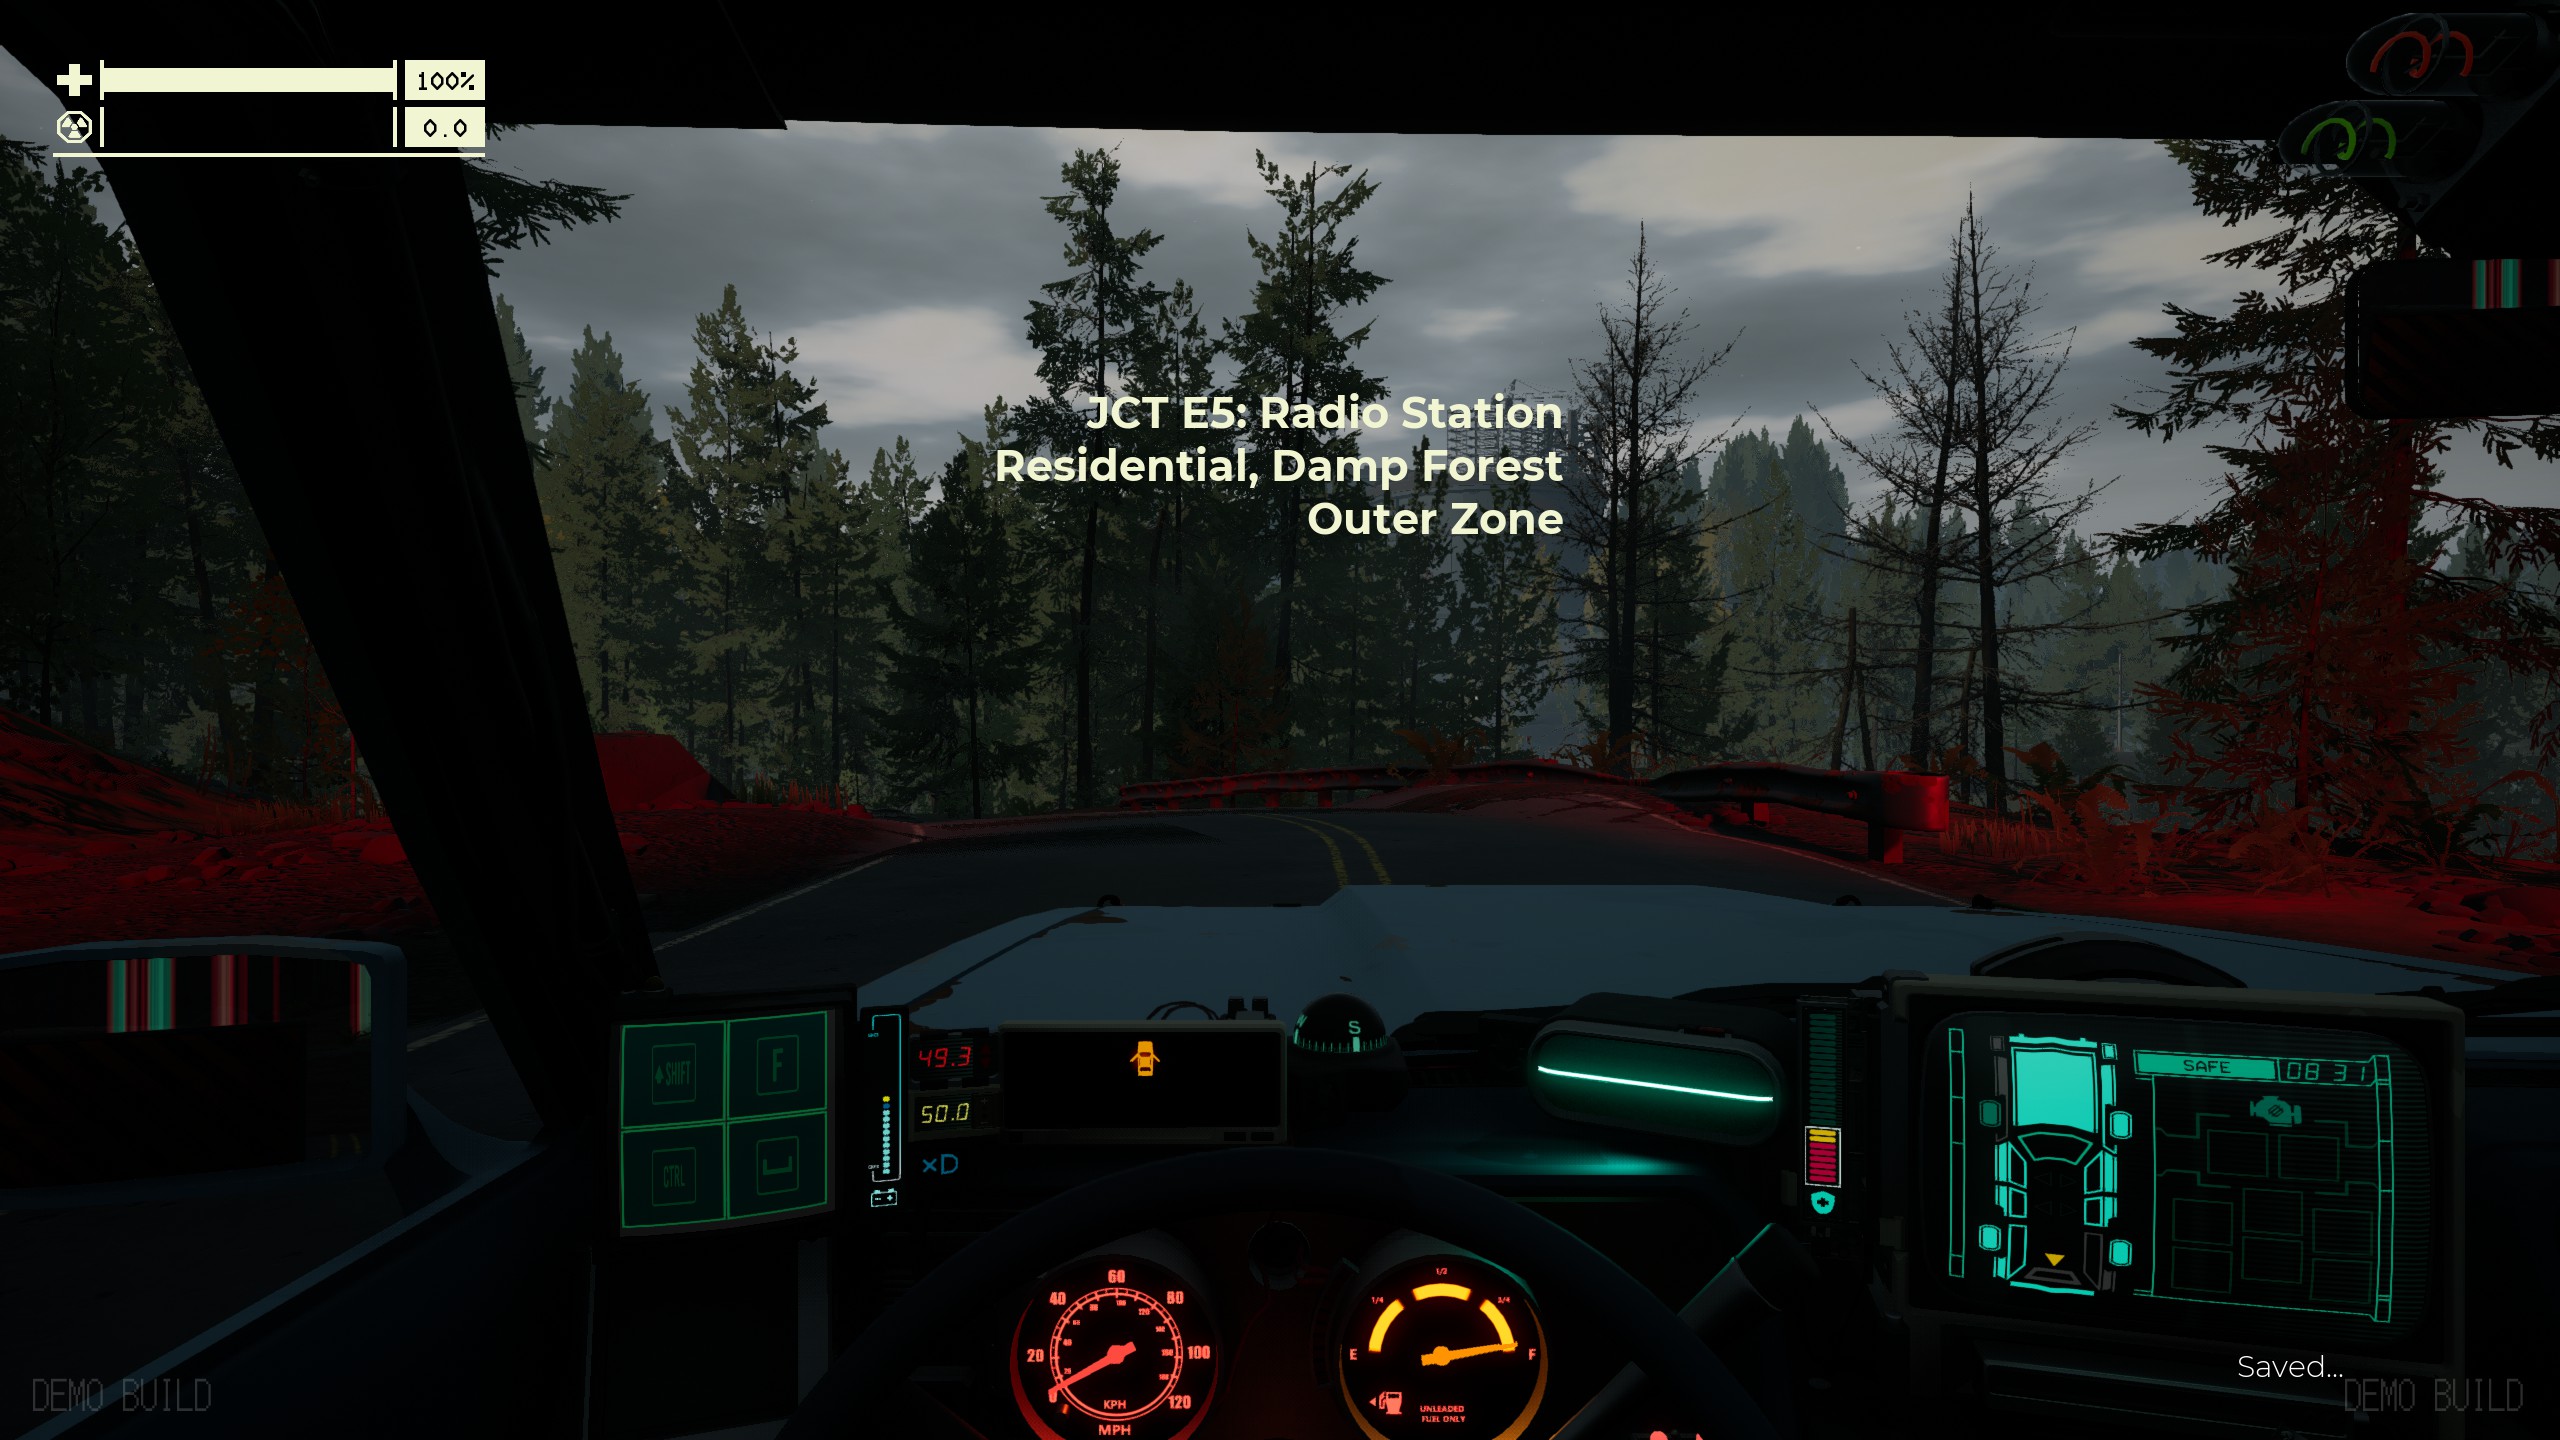 100%
0.0
JCT E5: Radio Station
Residential, Damp Forest
Outer Zone
N
S
SHIFT
F
CTRL
49.3
50.0
×D
SAFE
08 31
0
20
40
60
80
100
120
KPH
MPH
E
1/4
1/2
3/4
F
UNLEADED
FUEL ONLY
Saved...
DEMO BUILD
DEMO BUILD